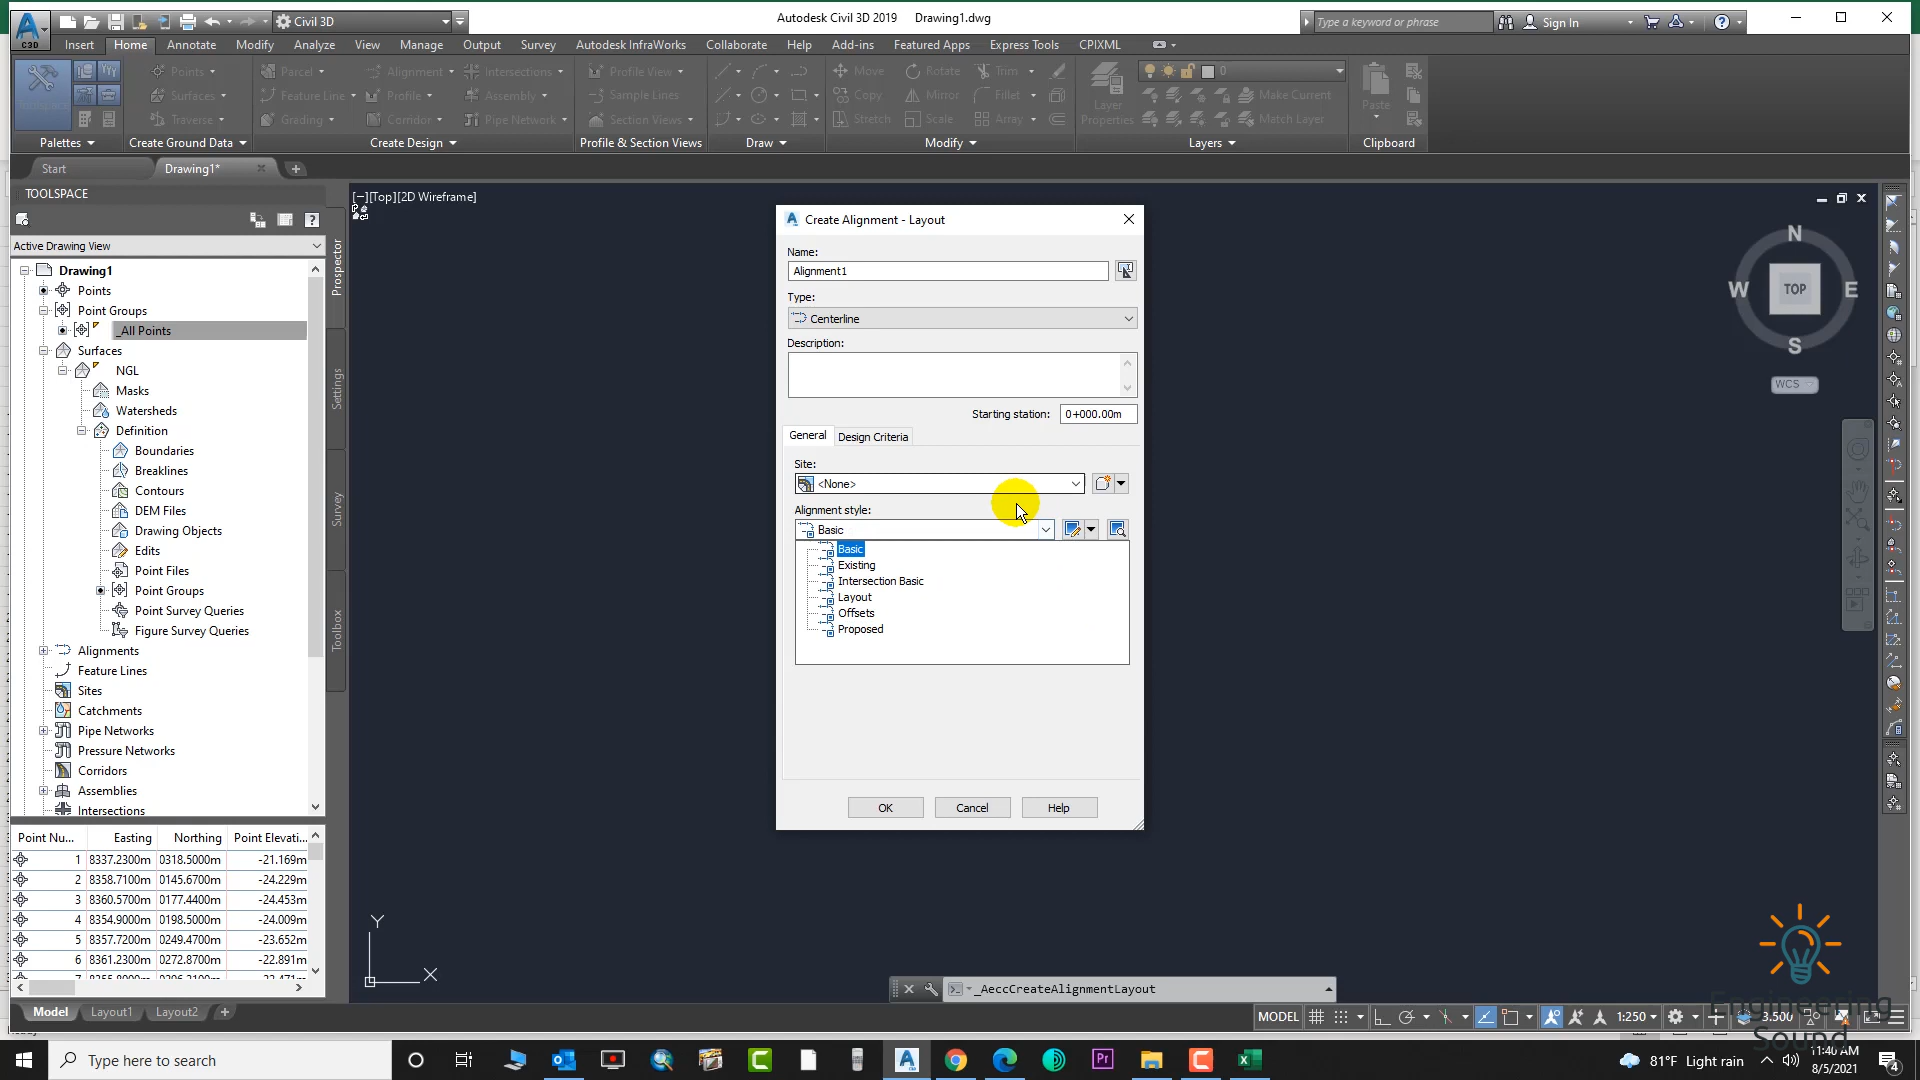 Civil 3D
Autodesk Civil 3D 2019 Drawing1.dwg
Type a keyword or phrase
Sign In
C3D
Insert Home Annotate Modify Analyze View Manage Output Survey Autodesk InfraWorks Collaborate Help Add-ins Featured Apps Express Tools CPIXML
Points Parcel Alignment Intersections Profile View Move Rotate Trim 0
Surfaces Feature Line Profile Assembly Sample Lines Copy Mirror Fillet Make Current
Traverse Grading Corridor Pipe Network Section Views Stretch Scale Array Match Layer
Layer Properties
Paste
Palettes Create Ground Data Create Design Profile & Section Views Draw Modify Layers Clipboard
Start Drawing1*
TOOLSPACE
[−][Top][2D Wireframe]
Active Drawing View
Prospector
Settings
Survey
Toolbox
Drawing1
Points
Point Groups
_All Points
Surfaces
NGL
Masks
Watersheds
Definition
Boundaries
Breaklines
Contours
DEM Files
Drawing Objects
Edits
Point Files
Point Groups
Point Survey Queries
Figure Survey Queries
Alignments
Feature Lines
Sites
Catchments
Pipe Networks
Pressure Networks
Corridors
Assemblies
Intersections
Point Nu... Easting Northing Point Elevati...
1 8337.2300m 0318.5000m -21.169m
2 8358.7100m 0145.6700m -24.229m
3 8360.5700m 0177.4400m -24.453m
4 8354.9000m 0198.5000m -24.009m
5 8357.7200m 0249.4700m -23.652m
6 8361.2300m 0272.8700m -22.891m
Create Alignment - Layout
Name:
Alignment1
Type:
Centerline
Description:
Starting station: 0+000.00m
General Design Criteria
Site:
<None>
Alignment style:
Basic
Basic
Existing
Intersection Basic
Layout
Offsets
Proposed
OK Cancel Help
N
W TOP E
S
WCS
Y
X
_AeccCreateAlignmentLayout
Model Layout1 Layout2
MODEL 1:250 3.500
Engineering
Sound
Type here to search
81°F Light rain
11:40 AM
8/5/2021
4